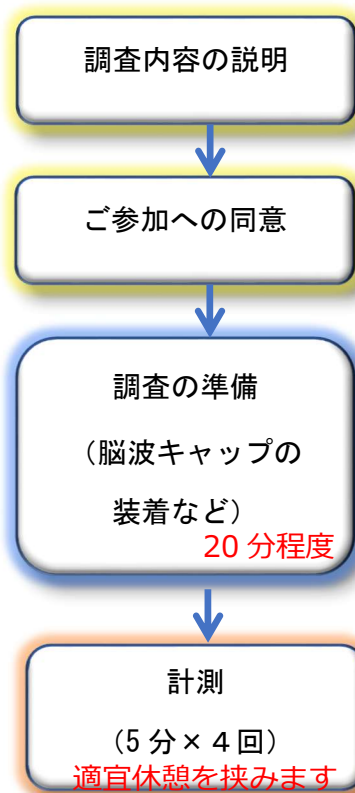 調査内容の説明
ご参加への同意
調査の準備
（脳波キャップの
装着など）
20 分程度
計測
（5 分×４回）
適宜休憩を挟みます